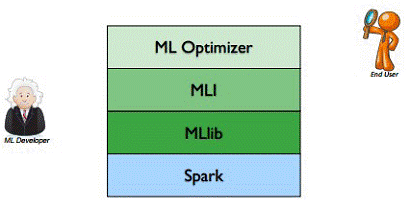 ML Optimizer
End User
MLI
MLlib
ML Developer
Spark